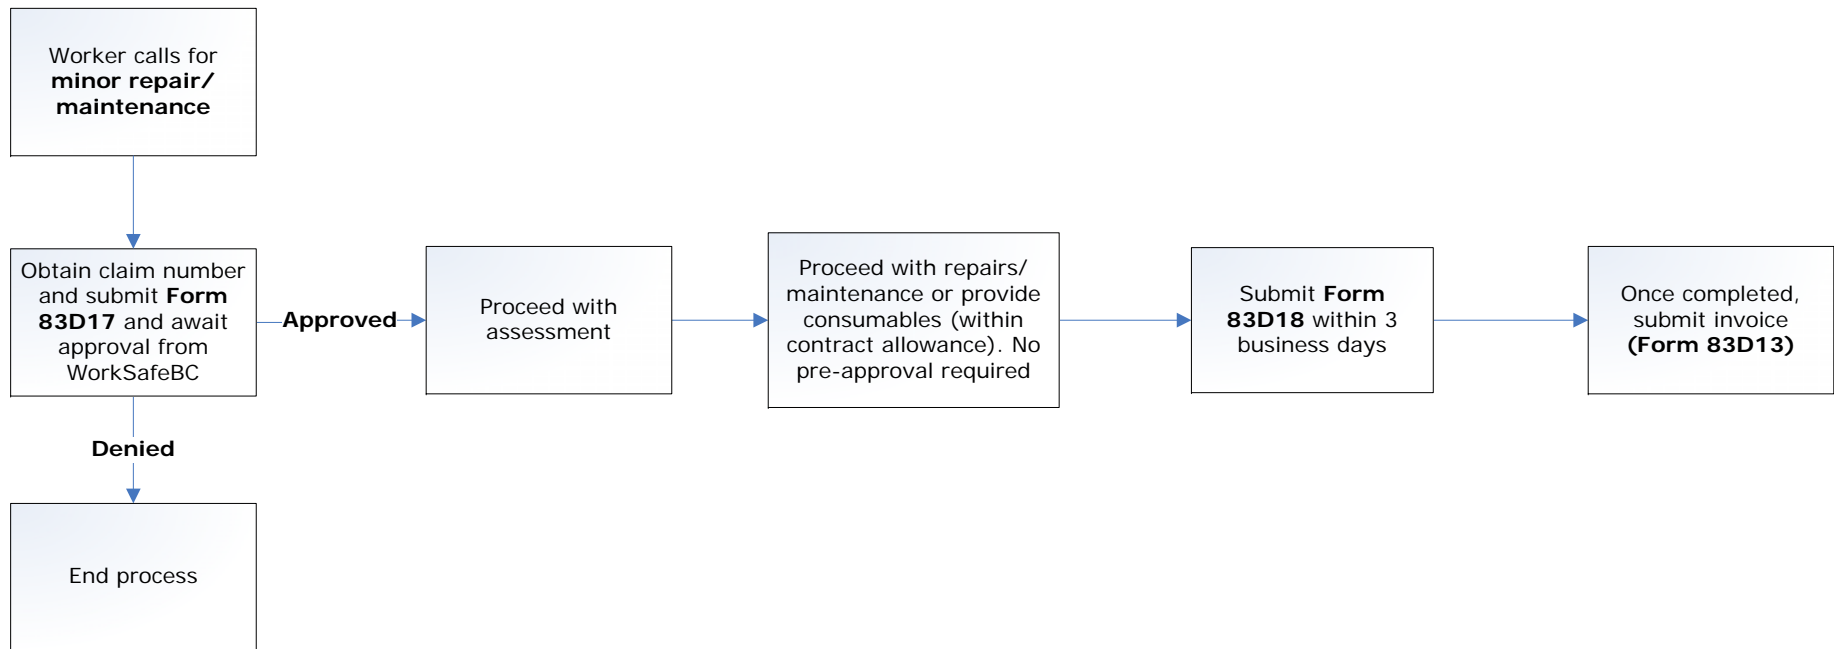 Worker calls for
minor repair/
maintenance
Obtain claim number
and submit Form
83D17 and await
approval from
WorkSafeBC
Approved
Proceed with
assessment
Proceed with repairs/
maintenance or provide
consumables (within
contract allowance). No
pre-approval required
Submit Form
83D18 within 3
business days
Once completed,
submit invoice
(Form 83D13)
Denied
End process